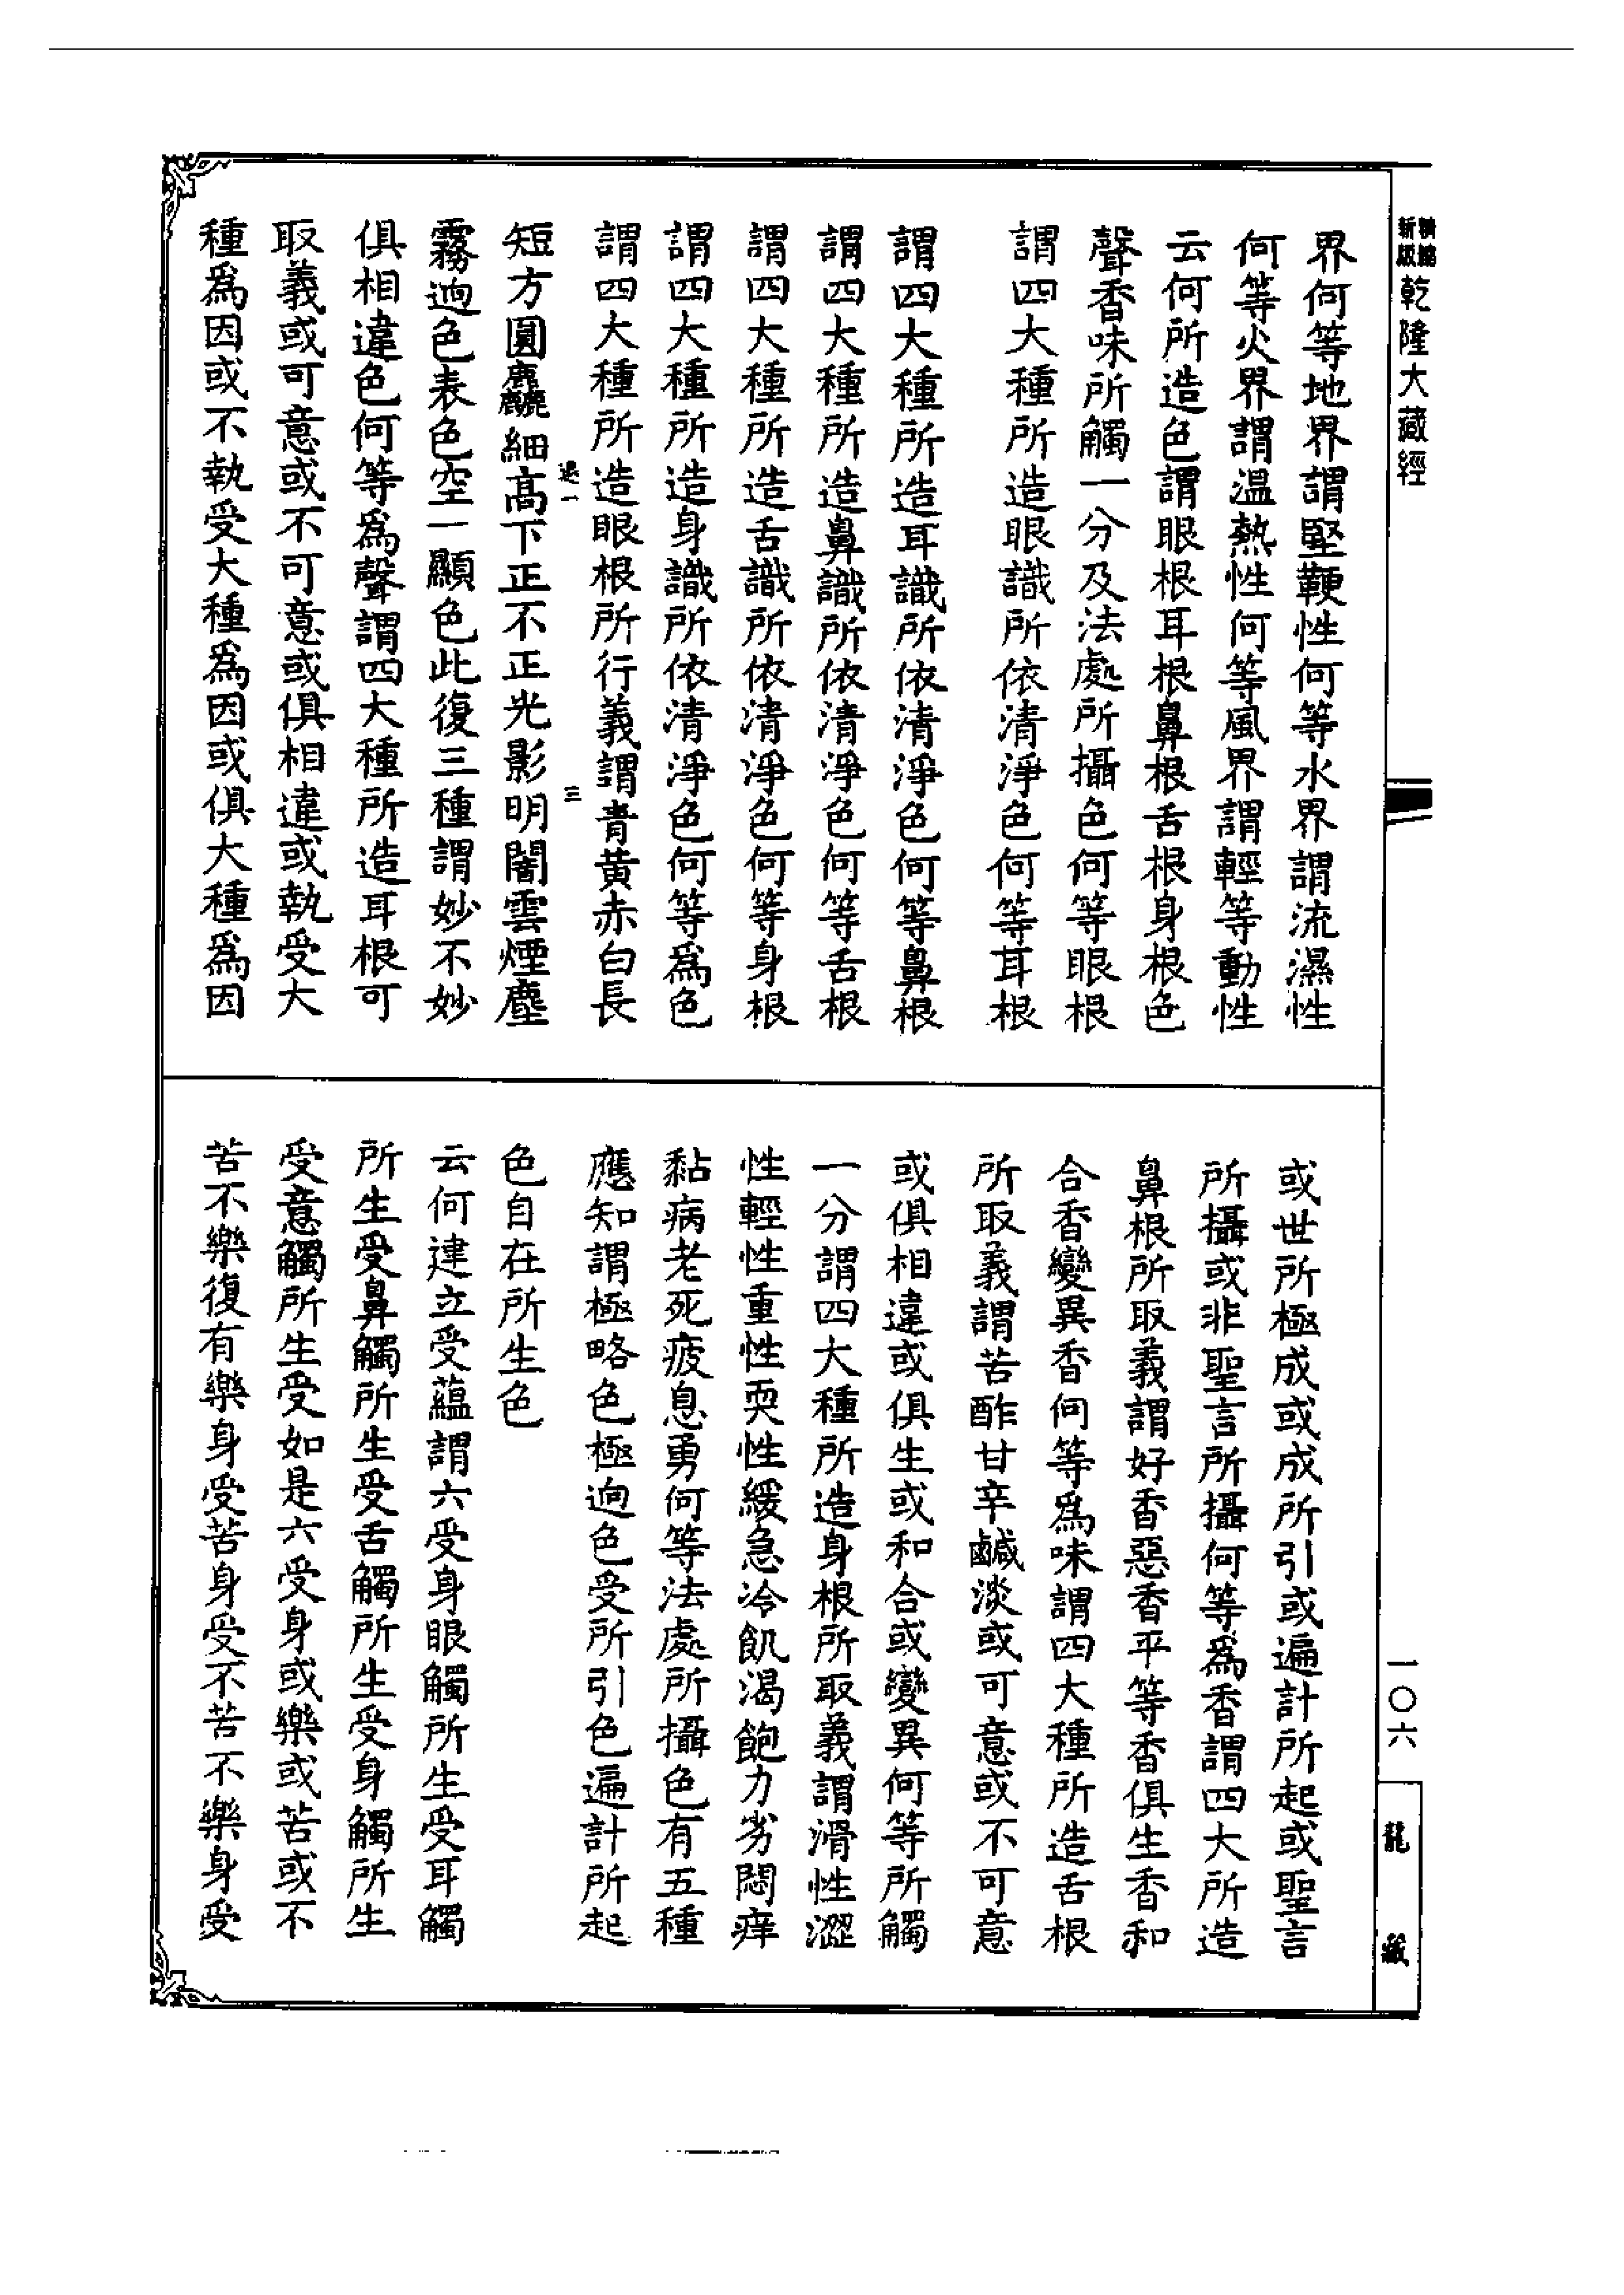 精縮新版乾隆大藏經
界何等地界謂堅鞕性何等水界謂流濕性
何等火界謂溫熱性何等風界謂輕等動性
云何所造色謂眼根耳根鼻根舌根身根色
聲香味所觸一分及法處所攝色何等眼根
謂四大種所造眼識所依清淨色何等耳根
謂四大種所造耳識所依清淨色何等鼻根
謂四大種所造鼻識所依清淨色何等舌根
謂四大種所造舌識所依清淨色何等身根
謂四大種所造身識所依清淨色何等為色
謂四大種所造眼根所行義謂青黃赤白長
退一 三
短方圓麤細高下正不正光影明闇雲煙塵
霧逈色表色空一顯色此復三種謂妙不妙
俱相違色何等為聲謂四大種所造耳根可
取義或可意或不可意或俱相違或執受大
種為因或不執受大種為因或俱大種為因
或世所極成或成所引或遍計所起或聖言
所攝或非聖言所攝何等為香謂四大所造
鼻根所取義謂好香惡香平等香俱生香和
合香變異香何等為味謂四大種所造舌根
所取義謂苦酢甘辛鹹淡或可意或不可意
或俱相違或俱生或和合或變異何等所觸
一分謂四大種所造身根所取義謂滑性澀
性輕性重性耎性緩急冷飢渴飽力劣悶痒
黏病老死疲息勇何等法處所攝色有五種
應知謂極略色極逈色受所引色遍計所起
色自在所生色
云何建立受蘊謂六受身眼觸所生受耳觸
所生受鼻觸所生受舌觸所生受身觸所生
受意觸所生受如是六受身或樂或苦或不
苦不樂復有樂身受苦身受不苦不樂身受
一〇六
龍藏